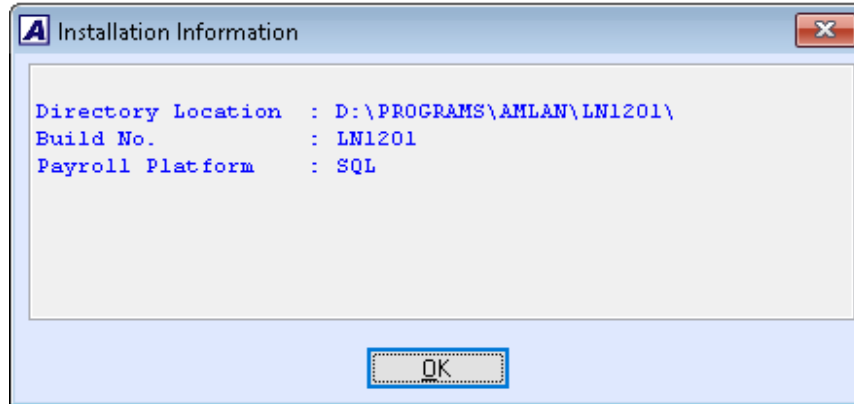 A Installation Information
Directory Location : D:\PROGRAMS\AMLAN\LN1201\
Build No. : LN1201
Payroll Platform : SQL
OK